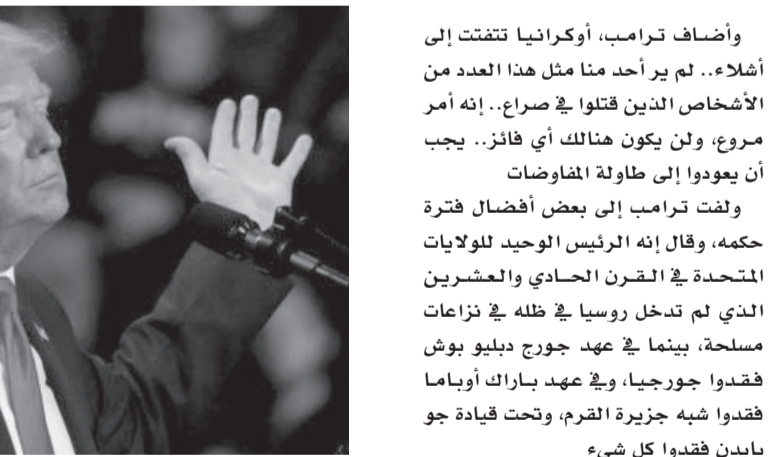 وأضاف ترامب، أوكرانيا تتفتت إلى
أشلاء.. لم ير أحد منا مثل هذا العدد من
الأشخاص الذين قتلوا في صراع.. إنه أمر
مروع، ولن يكون هنالك أي فائز.. يجب
أن يعودوا إلى طاولة المفاوضات
ولفت ترامب إلى بعض أفضال فترة
حكمه، وقال إنه الرئيس الوحيد للولايات
المتحدة في القرن الحادي والعشرين
الذي لم تدخل روسيا في ظله في نزاعات
مسلحة، بينما في عهد جورج دبليو بوش
فقدوا جورجيا، وفي عهد باراك أوباما
فقدوا شبه جزيرة القرم، وتحت قيادة جو
بايدن فقدوا كل شيء